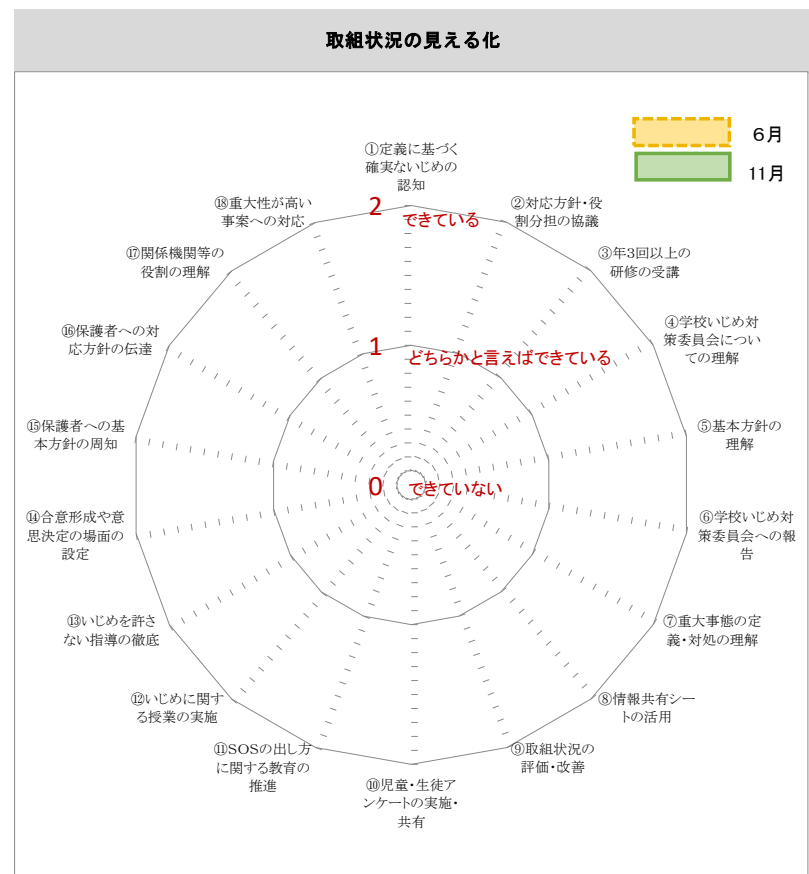 取組状況の見える化
6月
11月
①定義に基づく
確実ないじめの
認知
②対応方針・役
割分担の協議
③年3回以上の
研修の受講
④学校いじめ対
策委員会につい
ての理解
⑤基本方針の
理解
⑥学校いじめ対
策委員会への報
告
⑦重大事態の定
義・対処の理解
⑧情報共有シー
トの活用
⑨取組状況の
評価・改善
⑩児童・生徒ア
ンケートの実施・
共有
⑪SOSの出し方
に関する教育の
推進
⑫いじめに関す
る授業の実施
⑬いじめを許さ
ない指導の徹底
⑭合意形成や意
思決定の場面の
設定
⑮保護者への基
本方針の周知
⑯保護者への対
応方針の伝達
⑰関係機関等の
役割の理解
⑱重大性が高い
事案への対応
2 できている
1 どちらかと言えばできている
0 できていない